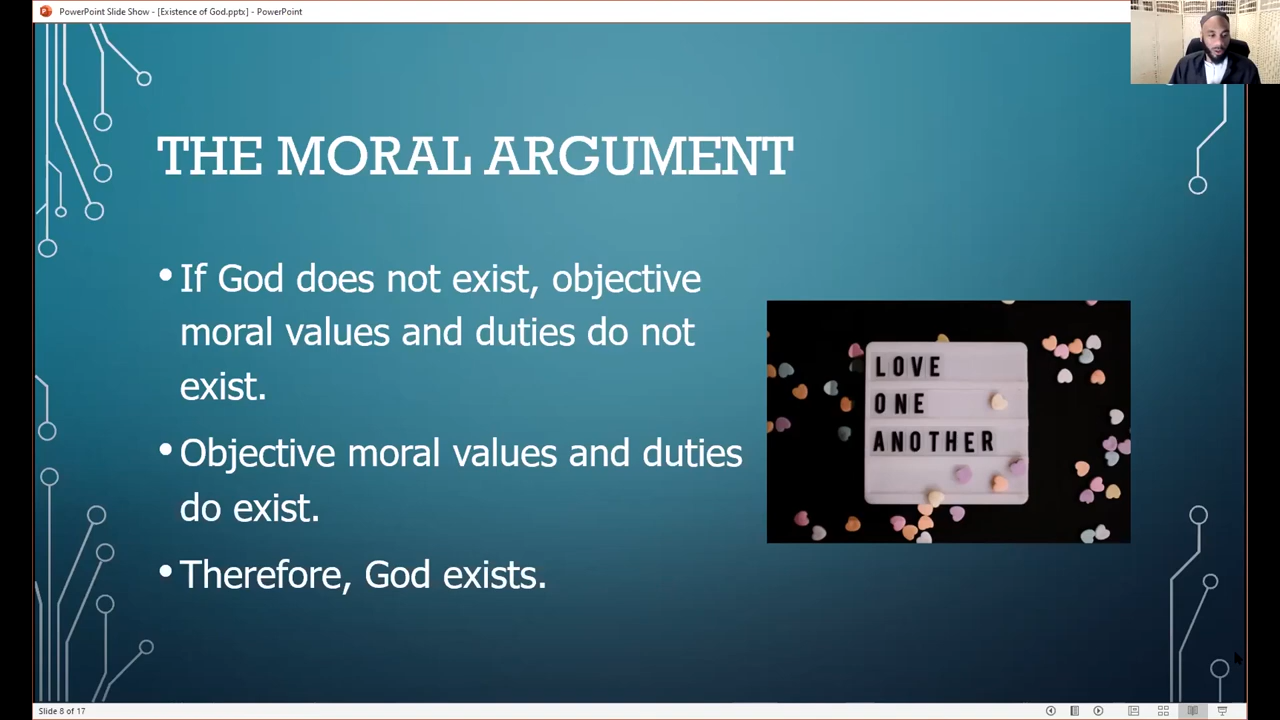 PowerPoint Slide Show - [Existence of God.pptx] - PowerPoint
THE MORAL ARGUMENT
• If God does not exist, objective
moral values and duties do not
exist.
• Objective moral values and duties
do exist.
• Therefore, God exists.
LOVE
ONE
ANOTHER
Slide 8 of 17